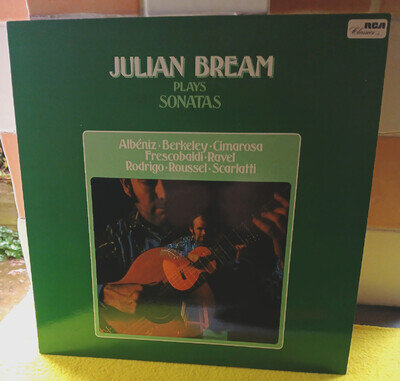 RCA
Classics
JULIAN BREAM
PLAYS
SONATAS
Albéniz · Berkeley · Cimarosa
Frescobaldi · Ravel
Rodrigo · Roussel · Scarlatti